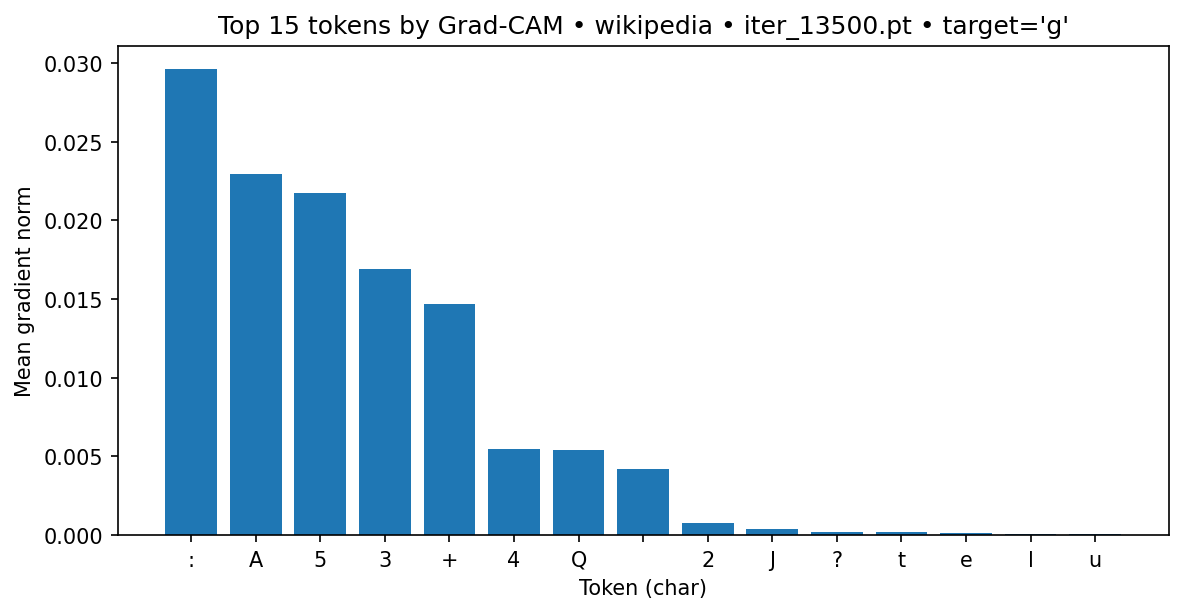 Top 15 tokens by Grad-CAM • wikipedia • iter_13500.pt • target='g'
Mean gradient norm
0.030
0.025
0.020
0.015
0.010
0.005
0.000
: A 5 3 + 4 Q 2 J ? t e l u
Token (char)